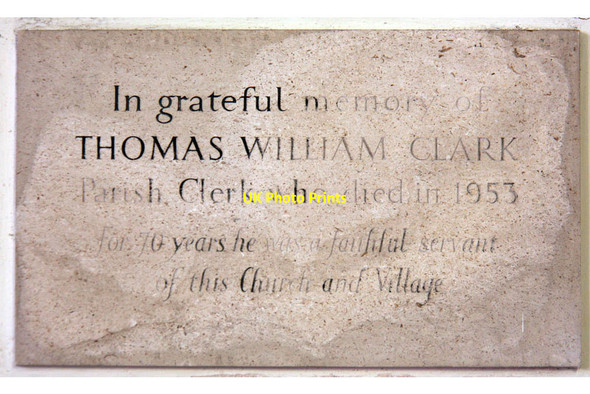 In grateful memory of
THOMAS WILLIAM CLARK
Parish Clerk who died in 1953
UK Photo Prints
for 70 years he was a faithful servant
of this Church and Village